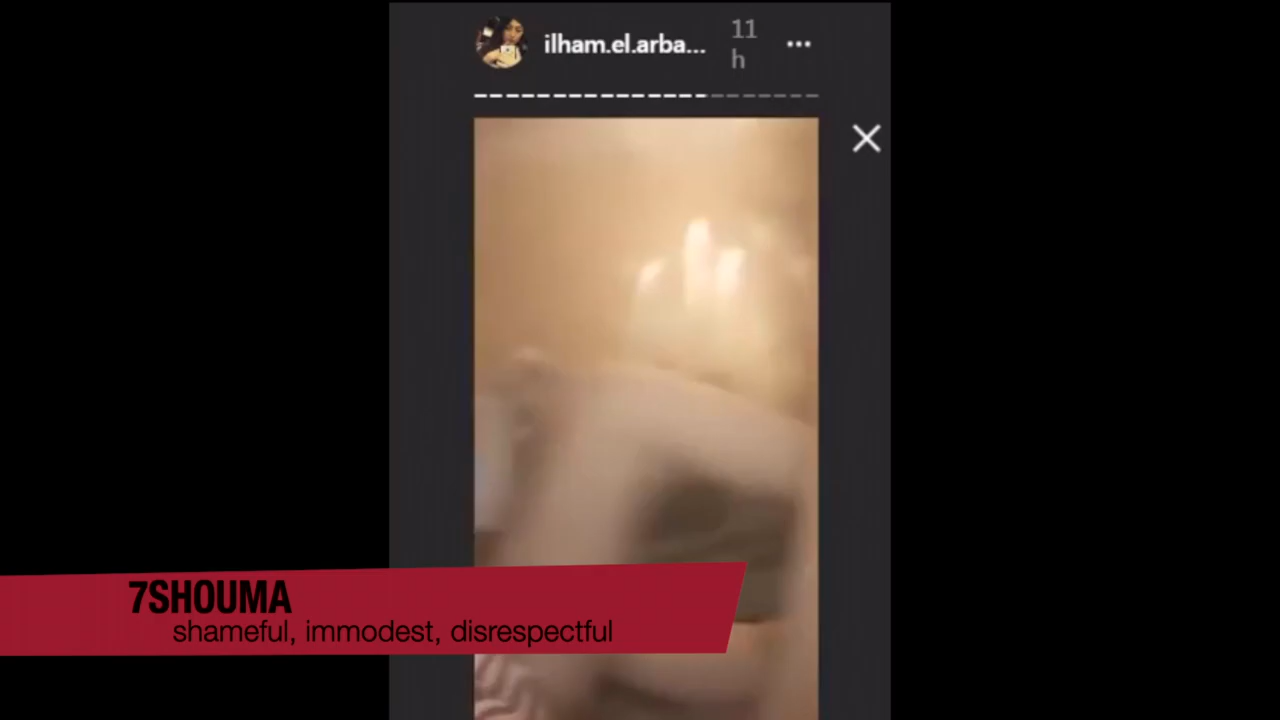 ilham.el.arba...
11
h
7SHOUMA
shameful, immodest, disrespectful